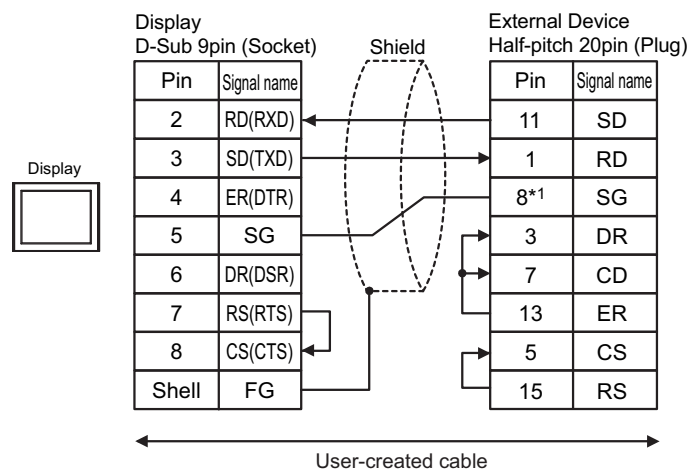 Display
D-Sub 9pin (Socket)
Shield
External Device
Half-pitch 20pin (Plug)
Pin Signal name
Pin Signal name
2 RD(RXD)
11 SD
3 SD(TXD)
1 RD
Display
4 ER(DTR)
8*1 SG
5 SG
3 DR
6 DR(DSR)
7 CD
7 RS(RTS)
13 ER
8 CS(CTS)
5 CS
Shell FG
15 RS
User-created cable